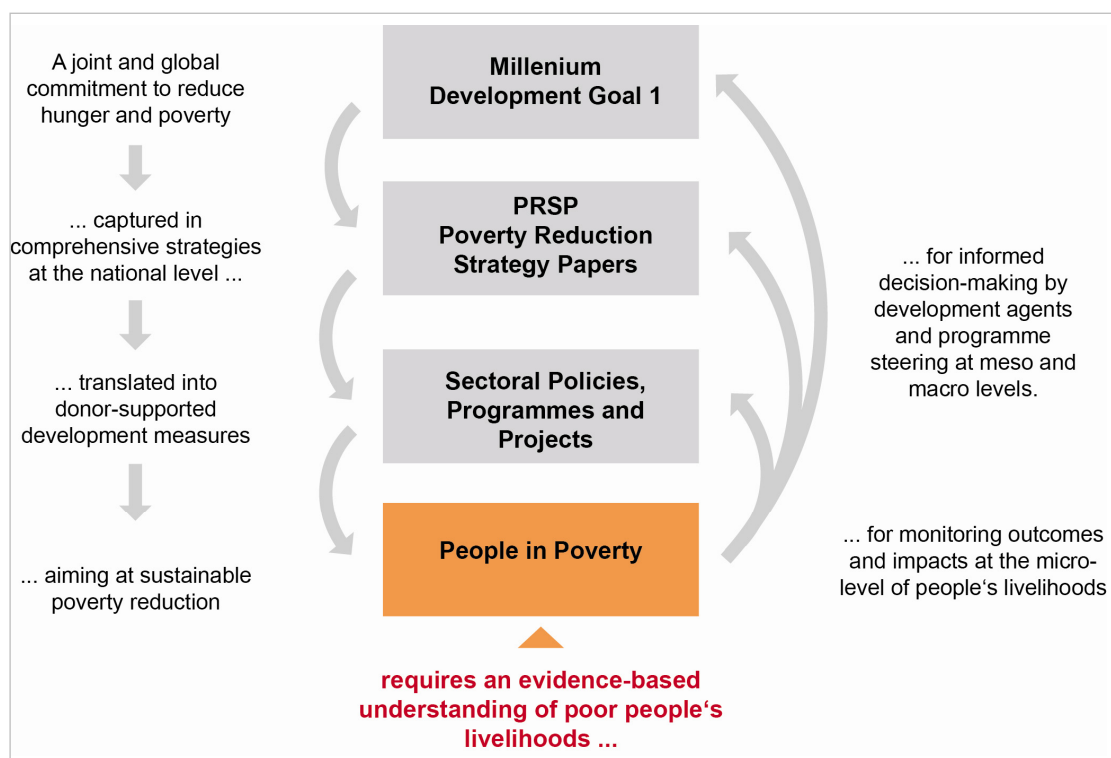 A joint and global
commitment to reduce
hunger and poverty
... captured in
comprehensive strategies
at the national level ...
... translated into
donor-supported
development measures
... aiming at sustainable
poverty reduction
Millenium
Development Goal 1
PRSP
Poverty Reduction
Strategy Papers
Sectoral Policies,
Programmes and
Projects
People in Poverty
requires an evidence-based
understanding of poor people‘s
livelihoods ...
... for monitoring outcomes
and impacts at the micro-
level of people‘s livelihoods
... for informed
decision-making by
development agents
and programme
steering at meso and
macro levels.